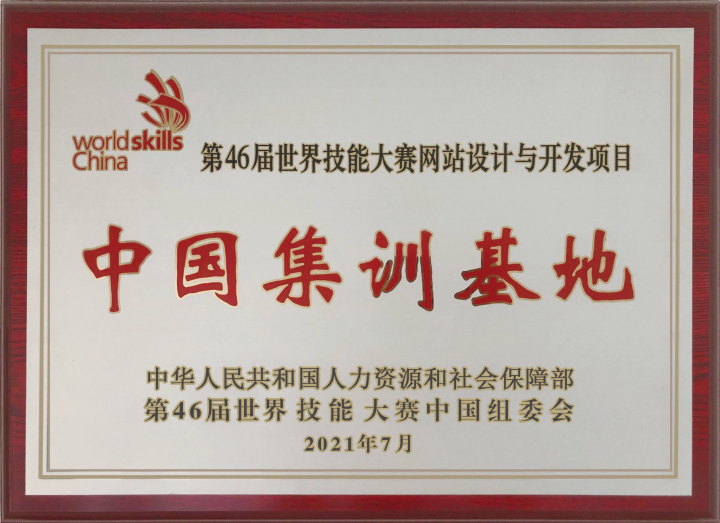 worldskills
China
第46届世界技能大赛网站设计与开发项目
中国集训基地
中华人民共和国人力资源和社会保障部
第46届世界技能大赛中国组委会
2021年7月